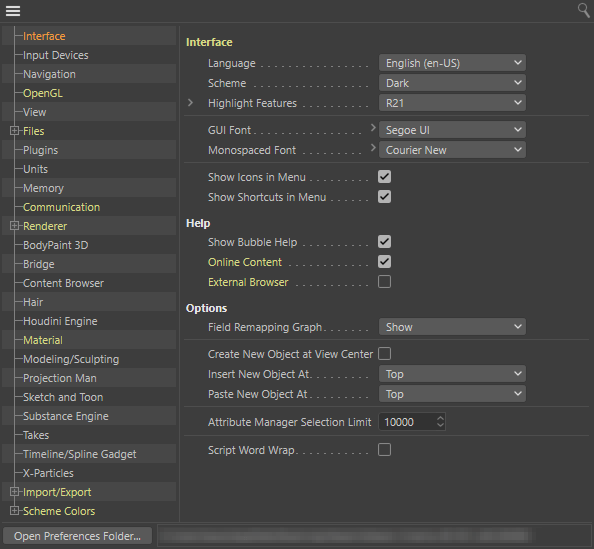 Interface
Input Devices
Navigation
OpenGL
View
Files
Plugins
Units
Memory
Communication
Renderer
BodyPaint 3D
Bridge
Content Browser
Hair
Houdini Engine
Material
Modeling/Sculpting
Projection Man
Sketch and Toon
Substance Engine
Takes
Timeline/Spline Gadget
X-Particles
Import/Export
Scheme Colors
Interface
Language . . . . . . . . . . . . . English (en-US)
Scheme . . . . . . . . . . . . . . Dark
Highlight Features . . . . . . . R21
GUI Font . . . . . . . . . . . . Segoe UI
Monospaced Font . . . . . . . Courier New
Show Icons in Menu . . . . . .
Show Shortcuts in Menu . . .
Help
Show Bubble Help . . . . . . .
Online Content . . . . . . . . .
External Browser . . . . . . . .
Options
Field Remapping Graph . . . . Show
Create New Object at View Center
Insert New Object At. . . . . . Top
Paste New Object At . . . . . . Top
Attribute Manager Selection Limit 10000
Script Word Wrap. . . . . . . .
Open Preferences Folder...